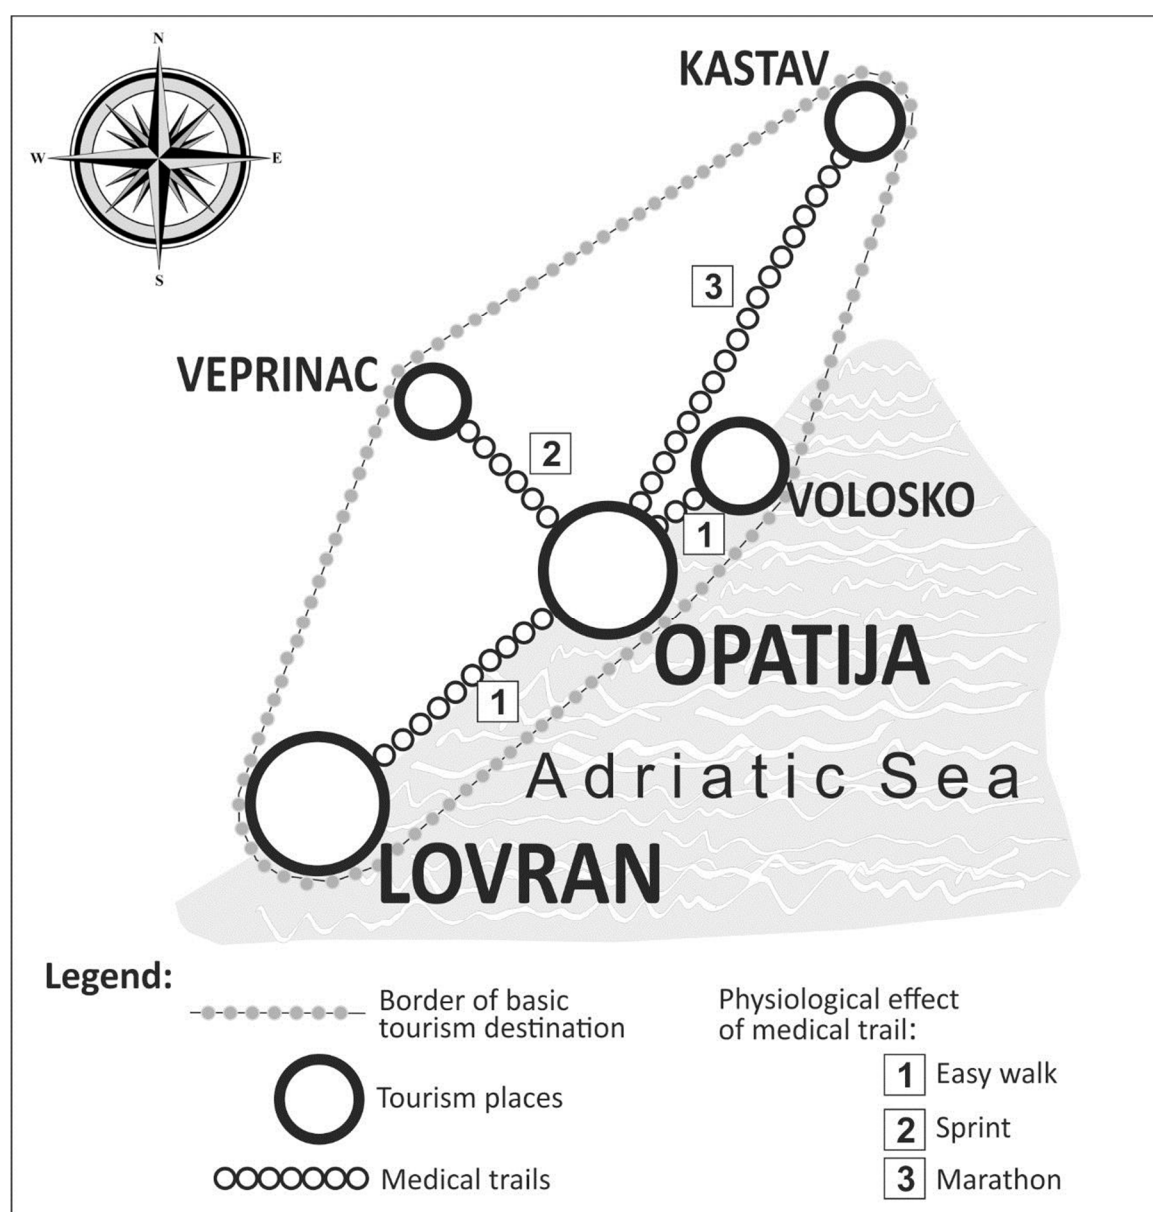 N
W
E
S
KASTAV
3
VEPRINAC
2
VOLOSKO
1
OPATIJA
1
Adriatic Sea
LOVRAN
Legend:
Border of basic
tourism destination
Tourism places
Medical trails
Physiological effect
of medical trail:
1 Easy walk
2 Sprint
3 Marathon